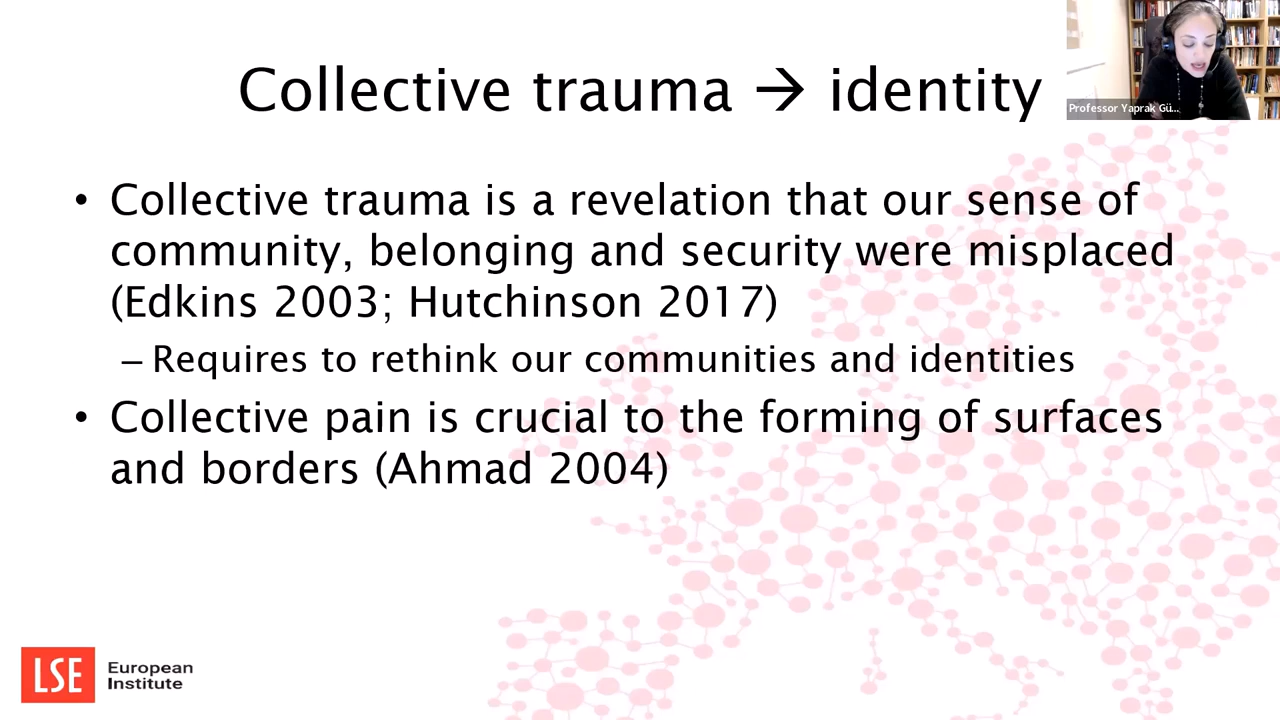 Collective trauma → identity
Professor Yaprak Gü...
• Collective trauma is a revelation that our sense of
community, belonging and security were misplaced
(Edkins 2003; Hutchinson 2017)
– Requires to rethink our communities and identities
• Collective pain is crucial to the forming of surfaces
and borders (Ahmad 2004)
LSE
European
Institute